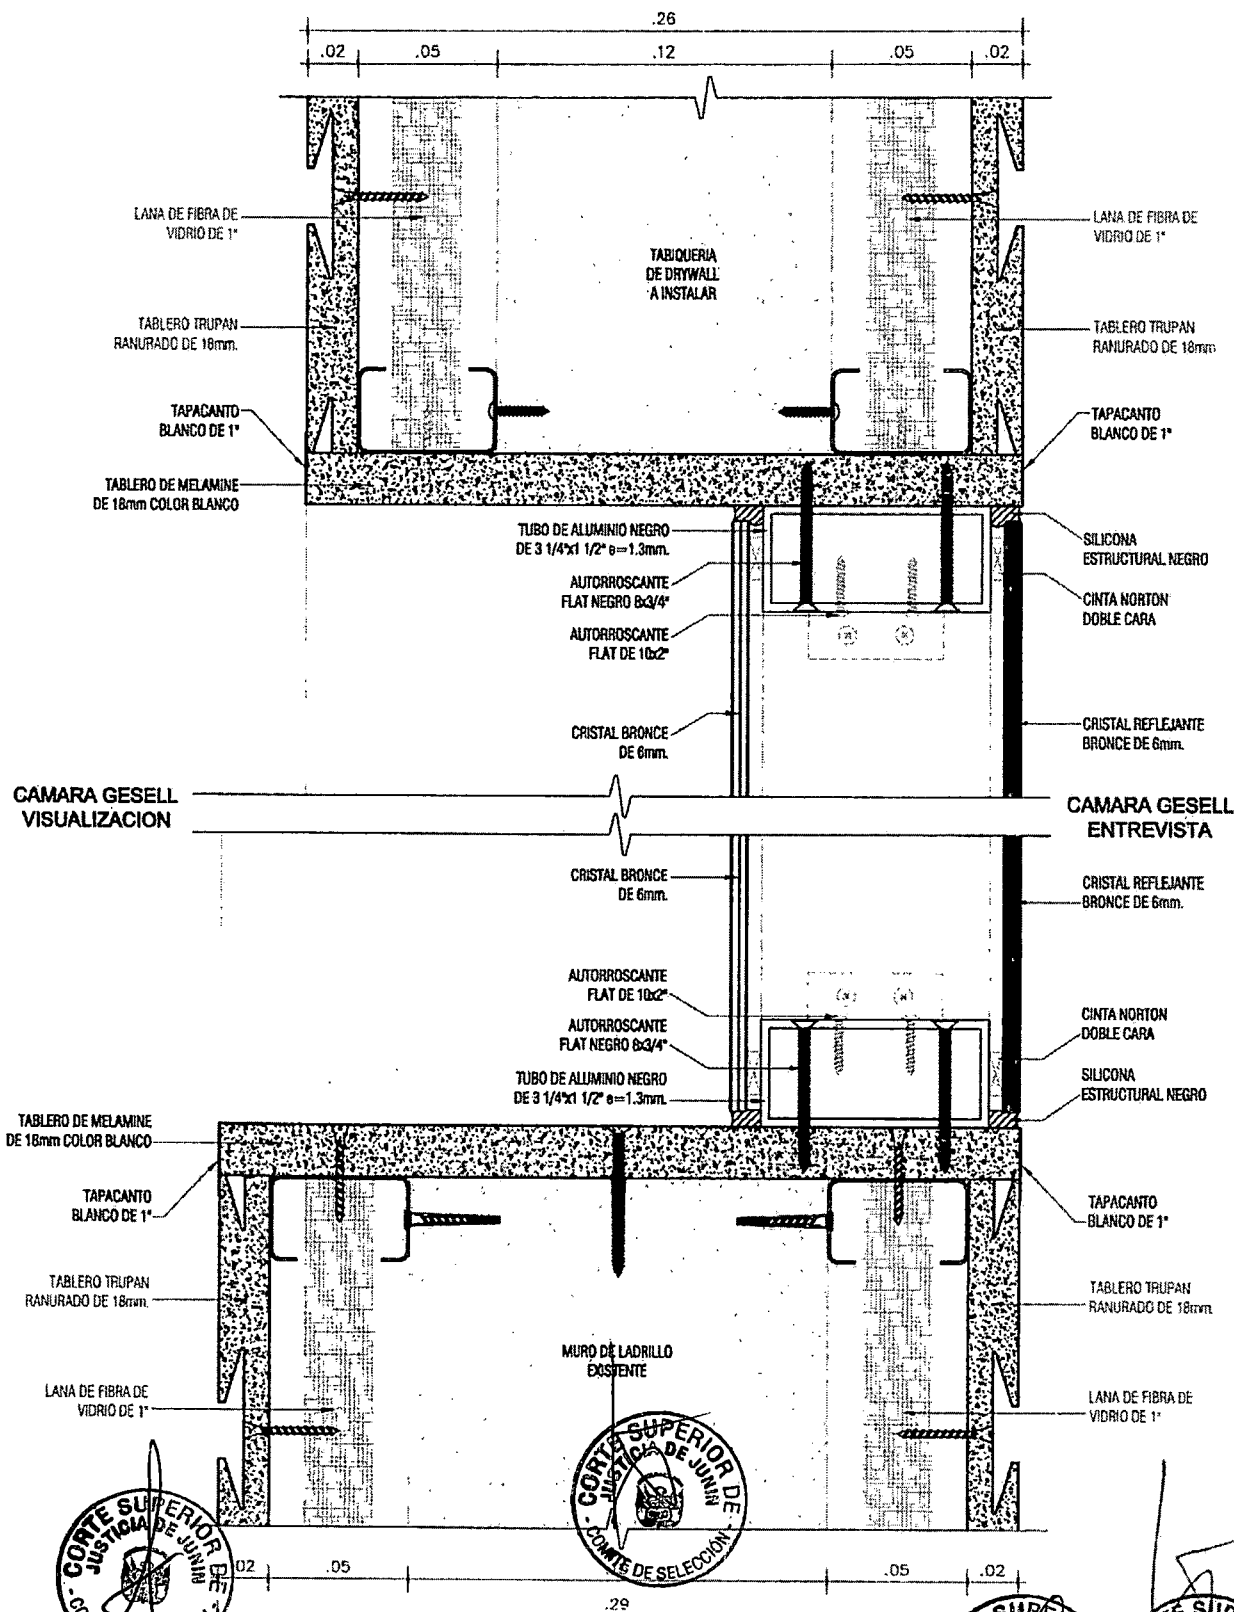 .26
.02 .05 .12 .05 .02
LANA DE FIBRA DE
VIDRIO DE 1"
LANA DE FIBRA DE
VIDRIO DE 1"
TABIQUERIA
DE DRYWALL
A INSTALAR
TABLERO TRUPAN
RANURADO DE 18mm.
TABLERO TRUPAN
RANURADO DE 18mm.
TAPACANTO
BLANCO DE 1"
TAPACANTO
BLANCO DE 1"
TABLERO DE MELAMINE
DE 18mm COLOR BLANCO
TUBO DE ALUMINIO NEGRO
DE 3 1/4"x1 1/2" e=1.3mm.
SILICONA
ESTRUCTURAL NEGRO
AUTORROSCANTE
FLAT NEGRO 8x3/4"
CINTA NORTON
DOBLE CARA
AUTORROSCANTE
FLAT DE 10x2"
CRISTAL BRONCE
DE 6mm.
CRISTAL REFLEJANTE
BRONCE DE 6mm.
CAMARA GESELL
VISUALIZACION
CAMARA GESELL
ENTREVISTA
CRISTAL BRONCE
DE 6mm.
CRISTAL REFLEJANTE
BRONCE DE 6mm.
AUTORROSCANTE
FLAT DE 10x2"
AUTORROSCANTE
FLAT NEGRO 8x3/4"
CINTA NORTON
DOBLE CARA
TUBO DE ALUMINIO NEGRO
DE 3 1/4"x1 1/2" e=1.3mm.
SILICONA
ESTRUCTURAL NEGRO
TABLERO DE MELAMINE
DE 18mm COLOR BLANCO
TAPACANTO
BLANCO DE 1"
TAPACANTO
BLANCO DE 1"
TABLERO TRUPAN
RANURADO DE 18mm.
TABLERO TRUPAN
RANURADO DE 18mm.
MURO DE LADRILLO
EXISTENTE
LANA DE FIBRA DE
VIDRIO DE 1"
LANA DE FIBRA DE
VIDRIO DE 1"
CORTE SUPERIOR DE
JUSTICIA DE JUNIN
- COMITE DE SELECCIÓN -
CORTE SUPERIOR DE
JUSTICIA DE JUNIN
02 .05 .05 .02
.29